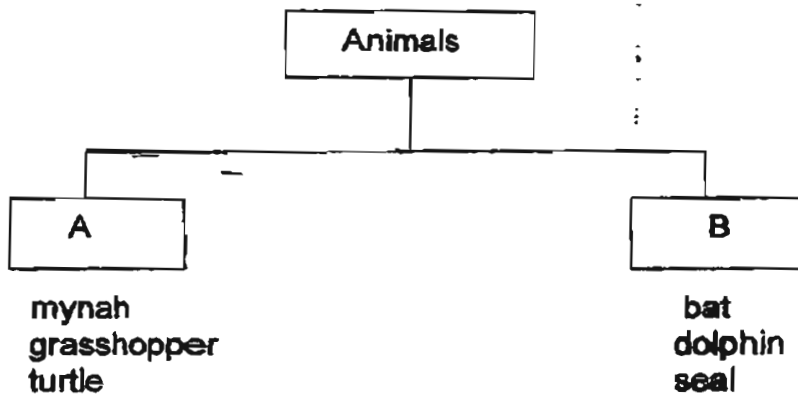 Animals
A
B
mynah
grasshopper
turtle
bat
dolphin
seal